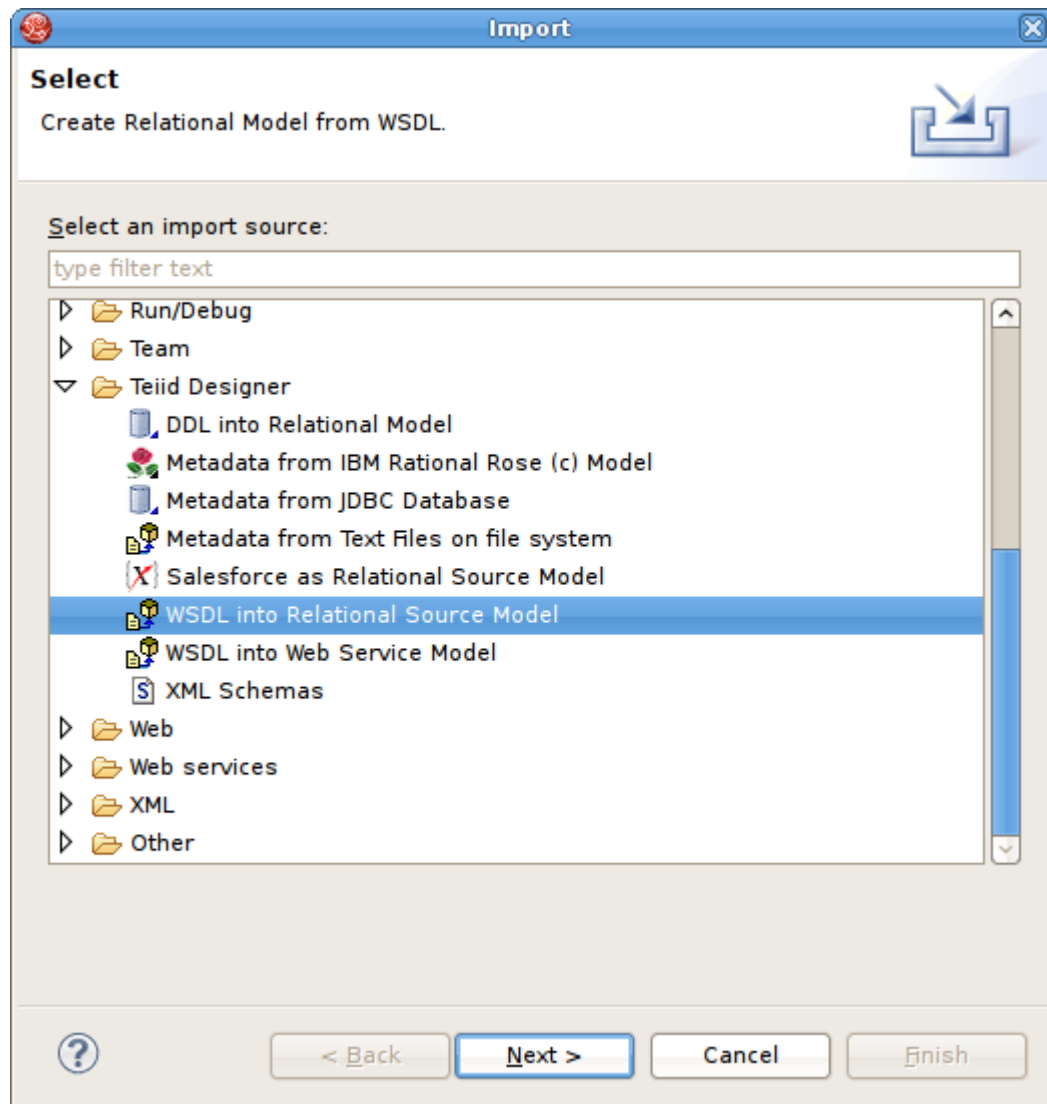 Import
Select
Create Relational Model from WSDL.
Select an import source:
type filter text
Run/Debug
Team
Teiid Designer
DDL into Relational Model
Metadata from IBM Rational Rose (c) Model
Metadata from JDBC Database
Metadata from Text Files on file system
{X} Salesforce as Relational Source Model
WSDL into Relational Source Model
WSDL into Web Service Model
S XML Schemas
Web
Web services
XML
Other
? < Back Next > Cancel Finish